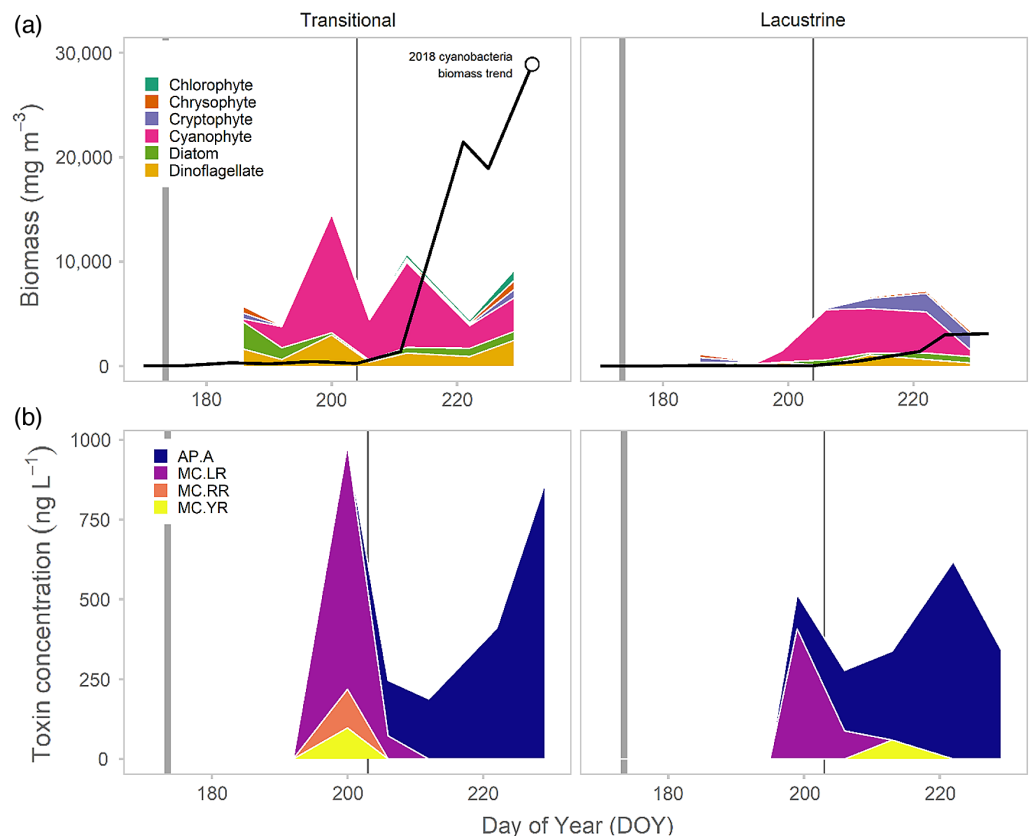 (a)
Transitional
Lacustrine
Biomass (mg m−3)
30,000
20,000
10,000
0
2018 cyanobacteria
biomass trend
Chlorophyte
Chrysophyte
Cryptophyte
Cyanophyte
Diatom
Dinoflagellate
180
200
220
180
200
220
(b)
Toxin concentration (ng L−1)
1000
750
500
250
0
AP.A
MC.LR
MC.RR
MC.YR
180
200
220
180
200
220
Day of Year (DOY)